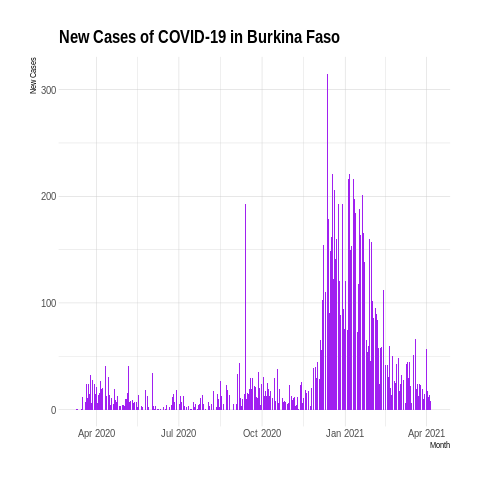 New Cases of COVID-19 in Burkina Faso
New Cases
300
200
100
0
Apr 2020
Jul 2020
Oct 2020
Jan 2021
Apr 2021
Month